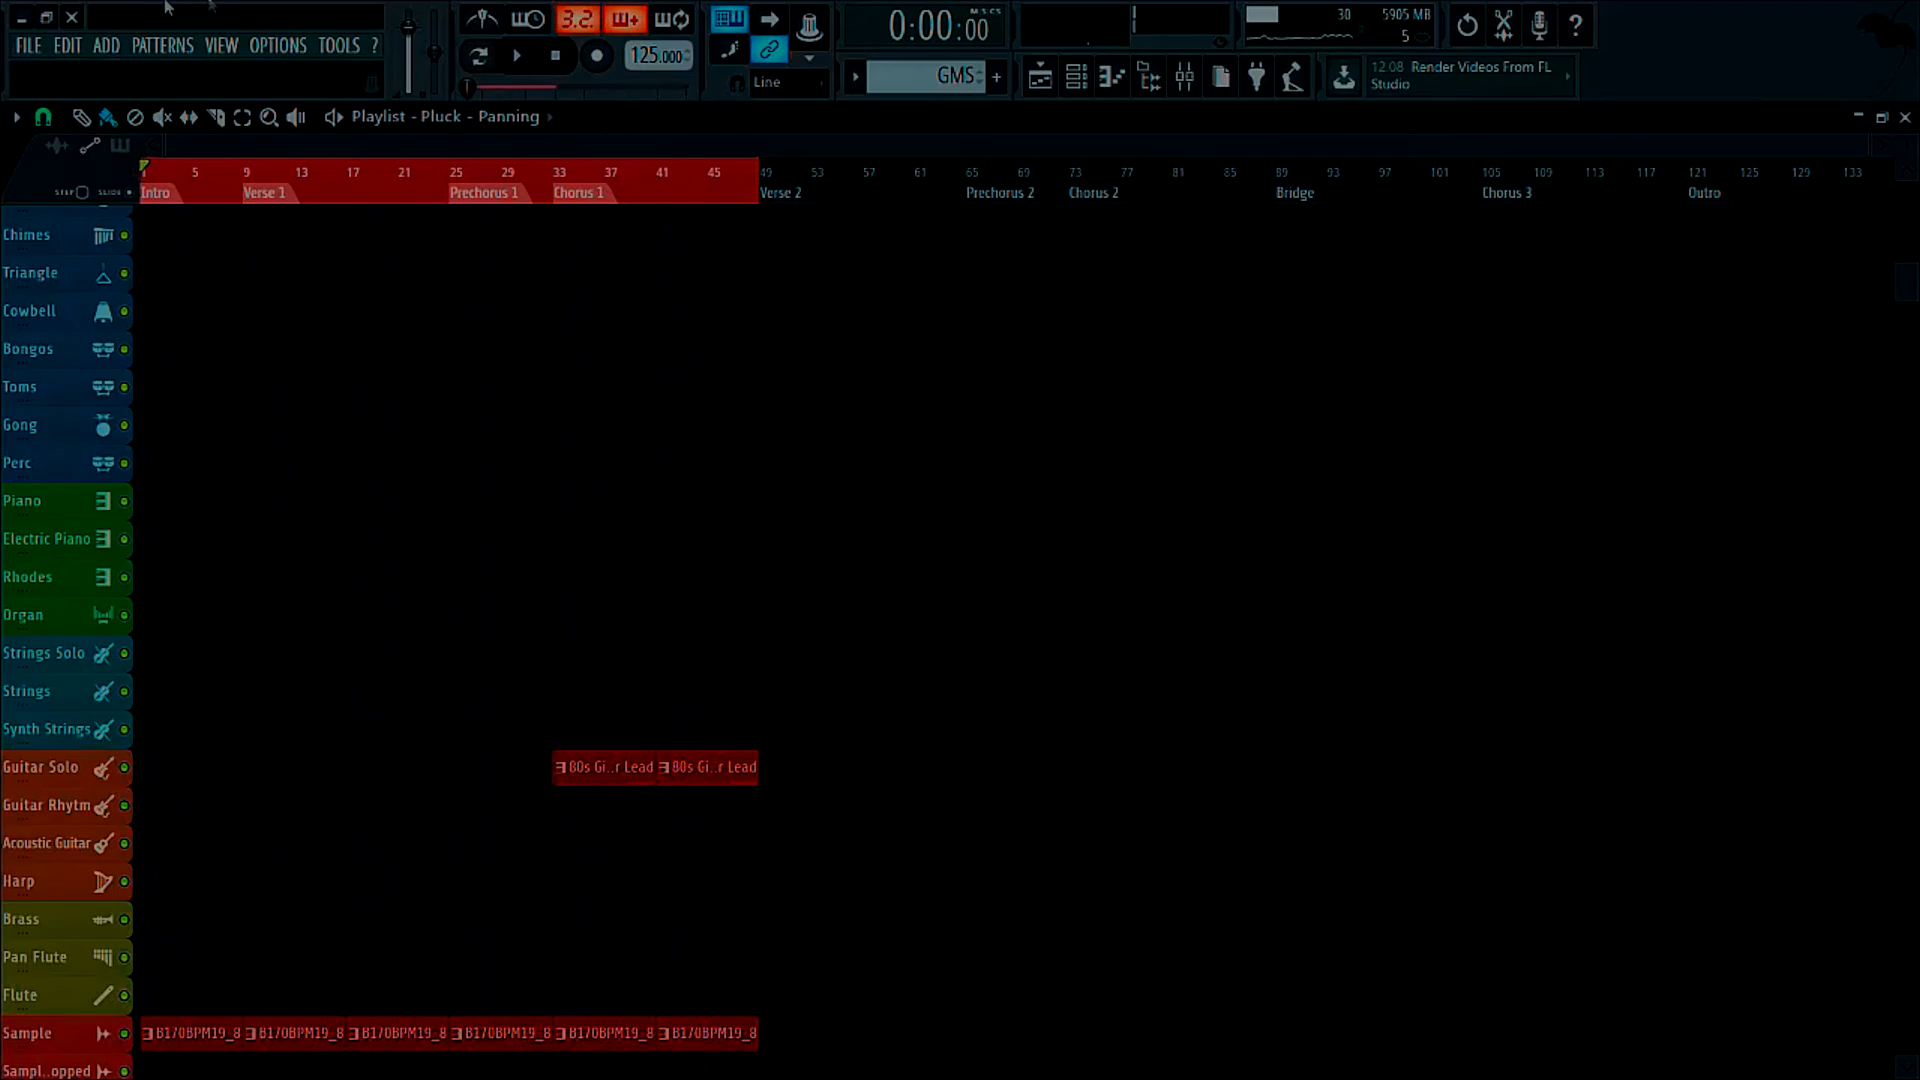 3.2.
0:00:00
M:S:CS
30
5905 MB
5
FILE EDIT ADD PATTERNS VIEW OPTIONS TOOLS ?
125.000
Line
GMS
12.08 Render Videos From FL
Studio
Playlist - Pluck - Panning
STEP SLIDE
1 5 9 13 17 21 25 29 33 37 41 45 49 53 57 61 65 69 73 77 81 85 89 93 97 101 105 109 113 117 121 125 129 133
Intro Verse 1 Prechorus 1 Chorus 1 Verse 2 Prechorus 2 Chorus 2 Bridge Chorus 3 Outro
Chimes
Triangle
Cowbell
Bongos
Toms
Gong
Perc
Piano
Electric Piano
Rhodes
Organ
Strings Solo
Strings
Synth Strings
Guitar Solo 80s Gi..r Lead 80s Gi..r Lead
Guitar Rhytm
Acoustic Guitar
Harp
Brass
Pan Flute
Flute
Sample B170BPM19_8 B170BPM19_8 B170BPM19_8 B170BPM19_8 B170BPM19_8 B170BPM19_8
Sampl..opped